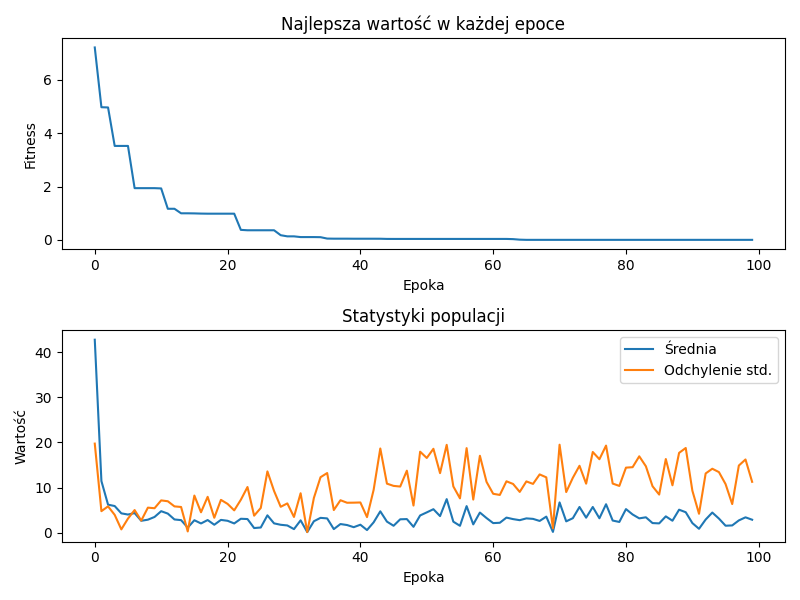 Najlepsza wartość w każdej epoce
6
4
2
0
Fitness
0 20 40 60 80 100
Epoka
Statystyki populacji
Średnia
Odchylenie std.
40
30
20
10
0
Wartość
0 20 40 60 80 100
Epoka